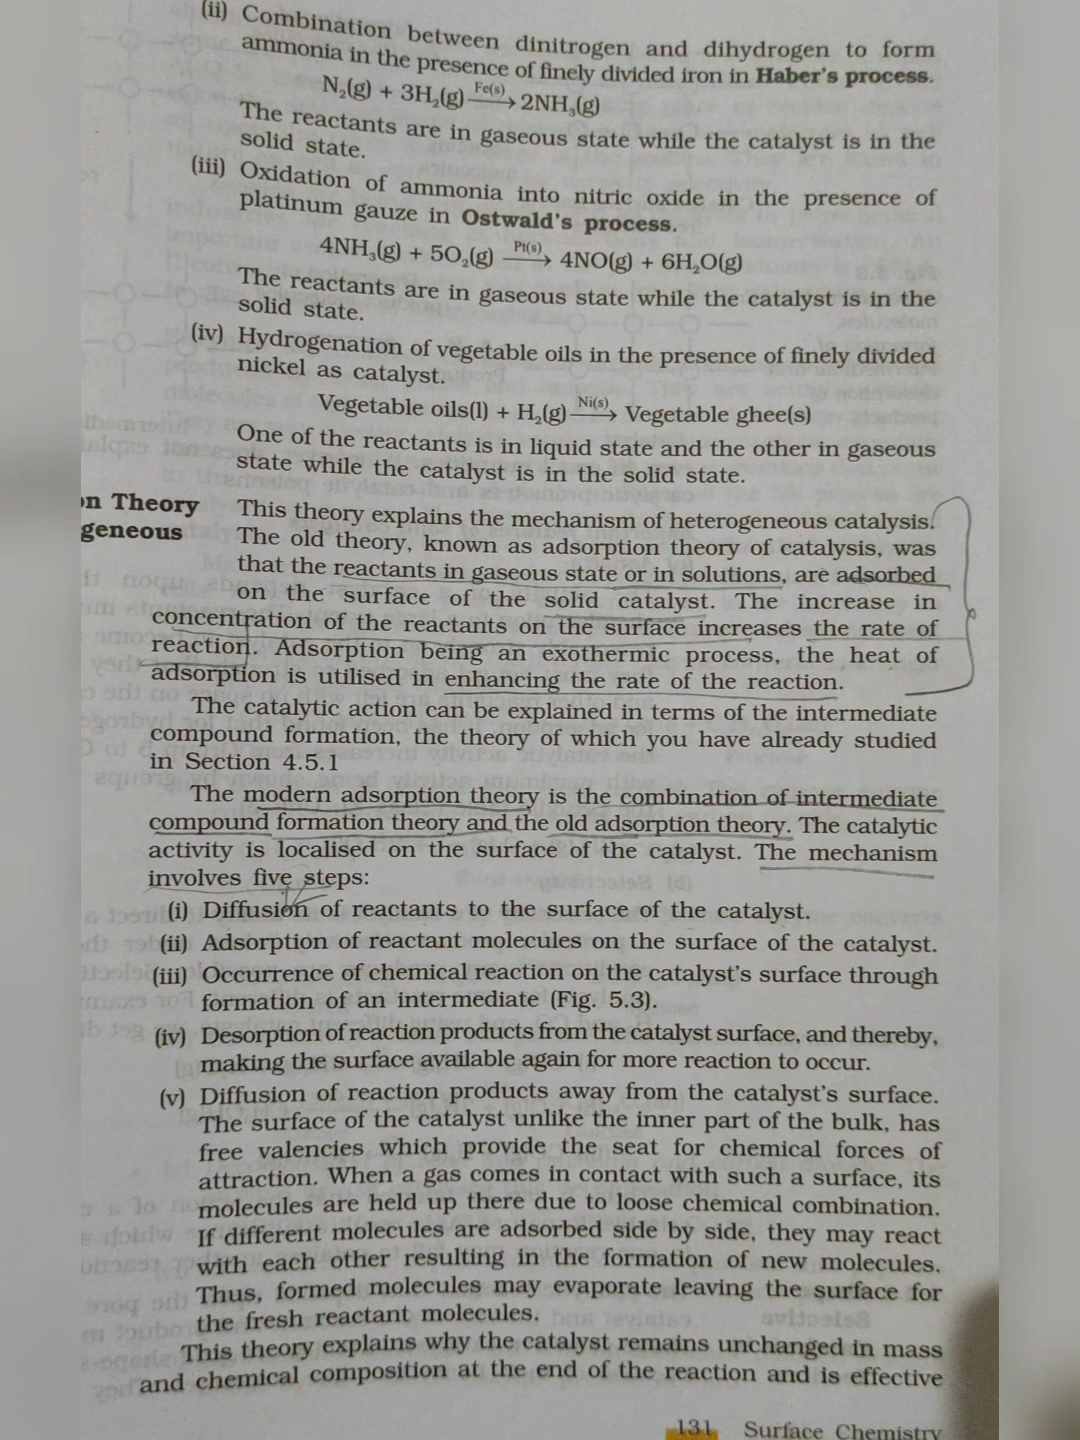 (ii) Combination between dinitrogen and dihydrogen to form
ammonia in the presence of finely divided iron in Haber's process.
N₂(g) + 3H₂(g) Fe(s)⟶ 2NH₃(g)
The reactants are in gaseous state while the catalyst is in the
solid state.
(iii) Oxidation of ammonia into nitric oxide in the presence of
platinum gauze in Ostwald's process.
4NH₃(g) + 5O₂(g) Pt(s)⟶ 4NO(g) + 6H₂O(g)
The reactants are in gaseous state while the catalyst is in the
solid state.
(iv) Hydrogenation of vegetable oils in the presence of finely divided
nickel as catalyst.
Vegetable oils(l) + H₂(g) Ni(s)⟶ Vegetable ghee(s)
One of the reactants is in liquid state and the other in gaseous
state while the catalyst is in the solid state.
n Theory
geneous
This theory explains the mechanism of heterogeneous catalysis.
The old theory, known as adsorption theory of catalysis, was
that the reactants in gaseous state or in solutions, are adsorbed
on the surface of the solid catalyst. The increase in
concentration of the reactants on the surface increases the rate of
reaction. Adsorption being an exothermic process, the heat of
adsorption is utilised in enhancing the rate of the reaction.
The catalytic action can be explained in terms of the intermediate
compound formation, the theory of which you have already studied
in Section 4.5.1
The modern adsorption theory is the combination of intermediate
compound formation theory and the old adsorption theory. The catalytic
activity is localised on the surface of the catalyst. The mechanism
involves five steps:
(i) Diffusion of reactants to the surface of the catalyst.
(ii) Adsorption of reactant molecules on the surface of the catalyst.
(iii) Occurrence of chemical reaction on the catalyst's surface through
formation of an intermediate (Fig. 5.3).
(iv) Desorption of reaction products from the catalyst surface, and thereby,
making the surface available again for more reaction to occur.
(v) Diffusion of reaction products away from the catalyst's surface.
The surface of the catalyst unlike the inner part of the bulk, has
free valencies which provide the seat for chemical forces of
attraction. When a gas comes in contact with such a surface, its
molecules are held up there due to loose chemical combination.
If different molecules are adsorbed side by side, they may react
with each other resulting in the formation of new molecules.
Thus, formed molecules may evaporate leaving the surface for
the fresh reactant molecules.
This theory explains why the catalyst remains unchanged in mass
and chemical composition at the end of the reaction and is effective
131 Surface Chemistry